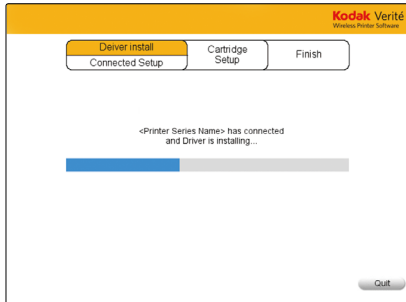 Kodak Verité
Wireless Printer Software
Deiver install
Connected Setup
Cartridge
Setup
Finish
<Printer Series Name> has connected
and Driver is installing...
Quit